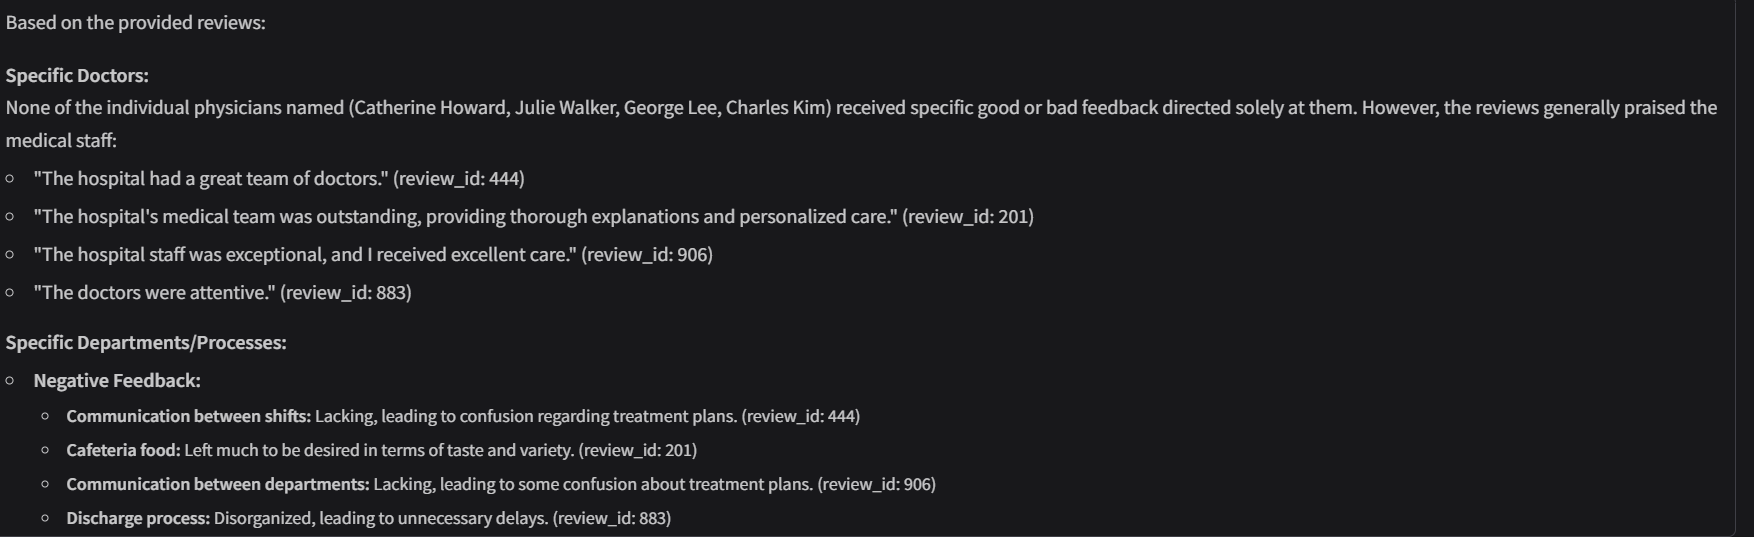 Based on the provided reviews:
Specific Doctors:
None of the individual physicians named (Catherine Howard, Julie Walker, George Lee, Charles Kim) received specific good or bad feedback directed solely at them. However, the reviews generally praised the
medical staff:
"The hospital had a great team of doctors." (review_id: 444)
"The hospital's medical team was outstanding, providing thorough explanations and personalized care." (review_id: 201)
"The hospital staff was exceptional, and I received excellent care." (review_id: 906)
"The doctors were attentive." (review_id: 883)
Specific Departments/Processes:
Negative Feedback:
Communication between shifts: Lacking, leading to confusion regarding treatment plans. (review_id: 444)
Cafeteria food: Left much to be desired in terms of taste and variety. (review_id: 201)
Communication between departments: Lacking, leading to some confusion about treatment plans. (review_id: 906)
Discharge process: Disorganized, leading to unnecessary delays. (review_id: 883)